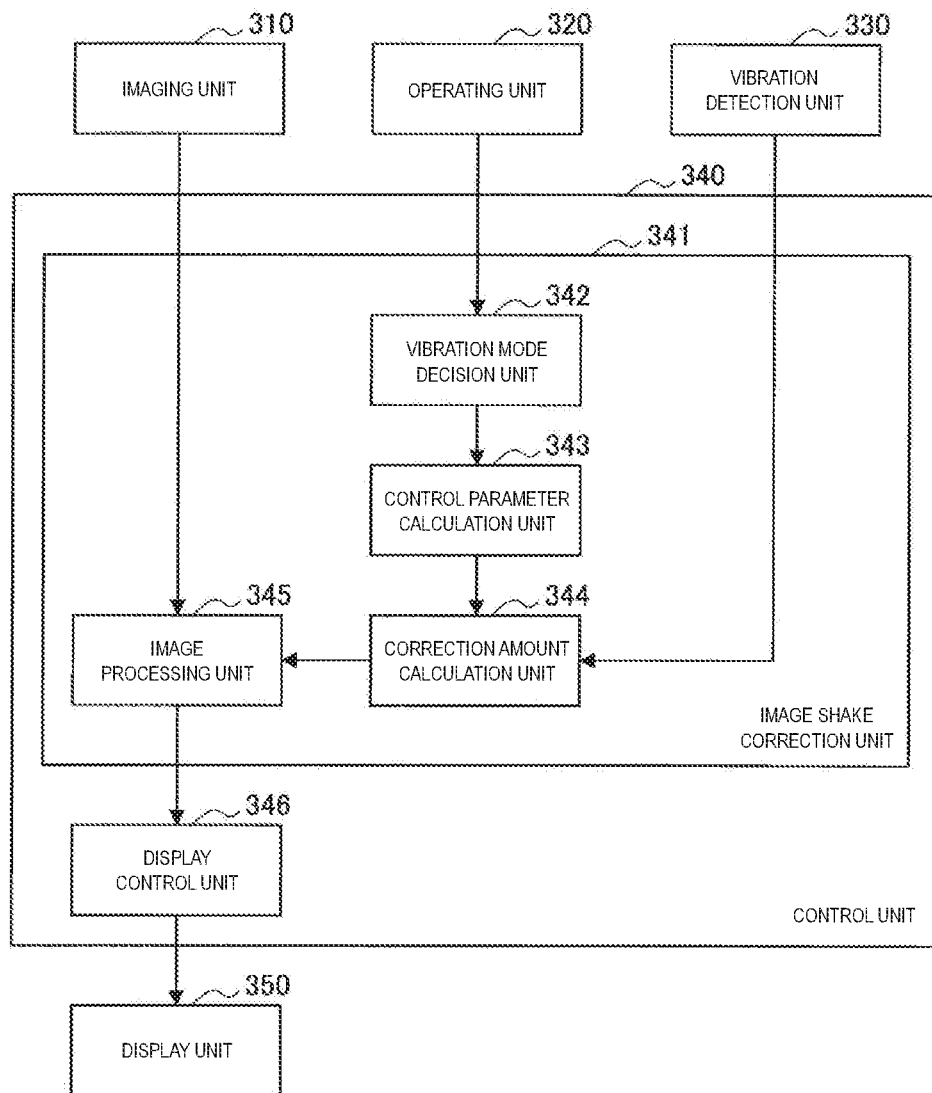 310
320
330
IMAGING UNIT
OPERATING UNIT
VIBRATION
DETECTION UNIT
340
341
342
VIBRATION MODE
DECISION UNIT
343
CONTROL PARAMETER
CALCULATION UNIT
345
344
IMAGE
PROCESSING UNIT
CORRECTION AMOUNT
CALCULATION UNIT
IMAGE SHAKE
CORRECTION UNIT
346
DISPLAY
CONTROL UNIT
CONTROL UNIT
350
DISPLAY UNIT